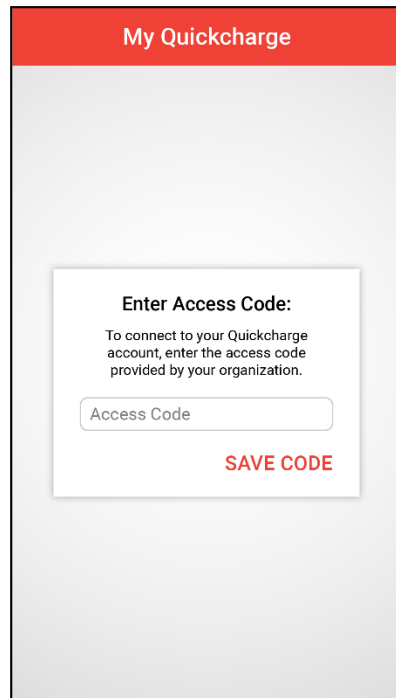 My Quickcharge
Enter Access Code:
To connect to your Quickcharge
account, enter the access code
provided by your organization.
Access Code
SAVE CODE